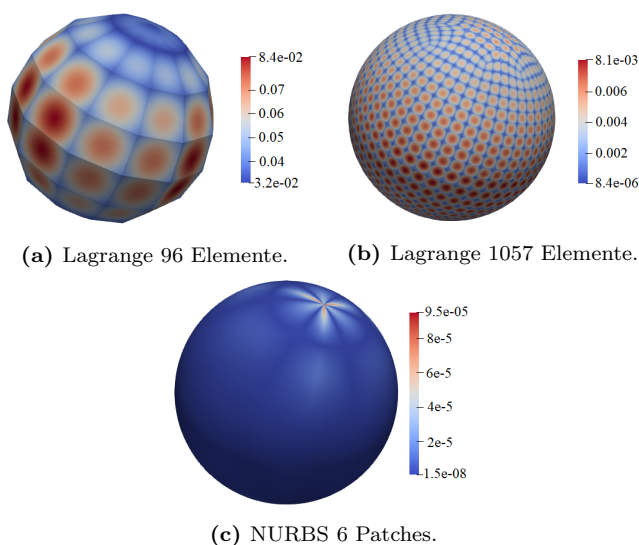 8.4e-02
0.07
0.06
0.05
0.04
3.2e-02
8.1e-03
0.006
0.004
0.002
8.4e-06
(a) Lagrange 96 Elemente.
(b) Lagrange 1057 Elemente.
9.5e-05
8e-5
6e-5
4e-5
2e-5
1.5e-08
(c) NURBS 6 Patches.